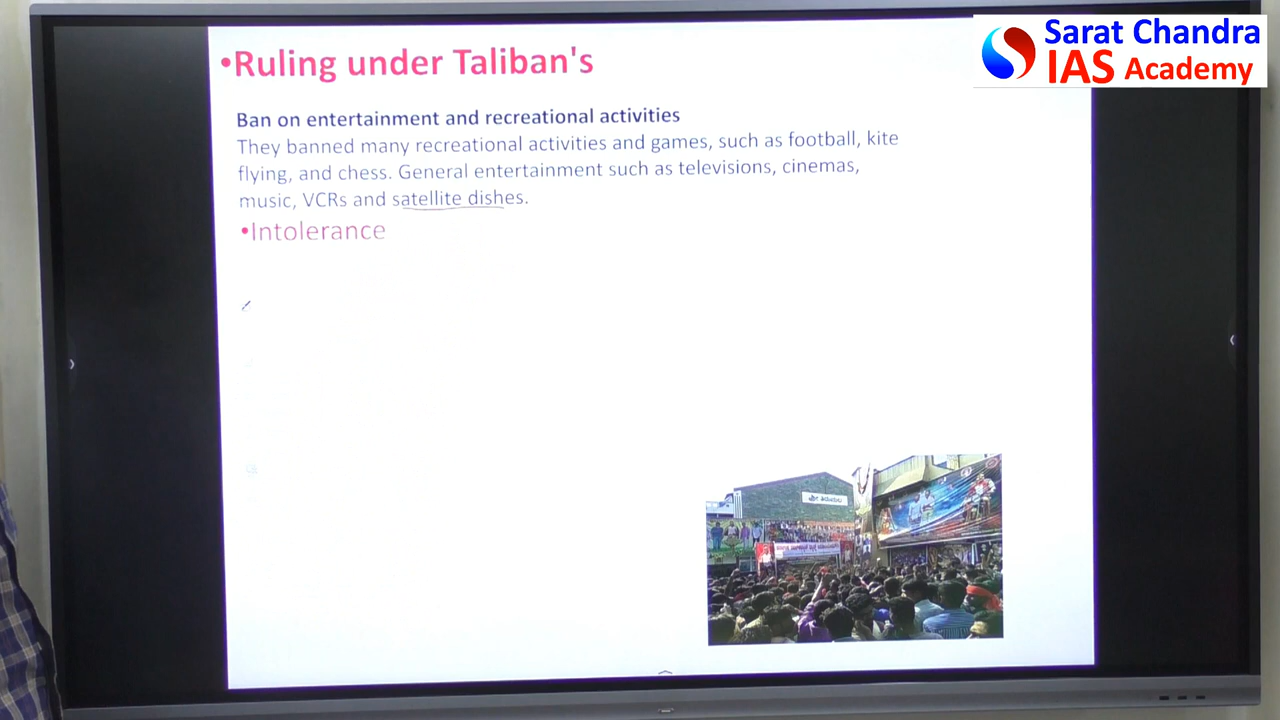 Sarat Chandra
IAS Academy
•Ruling under Taliban's
Ban on entertainment and recreational activities
They banned many recreational activities and games, such as football, kite
flying, and chess. General entertainment such as televisions, cinemas,
music, VCRs and satellite dishes.
•Intolerance